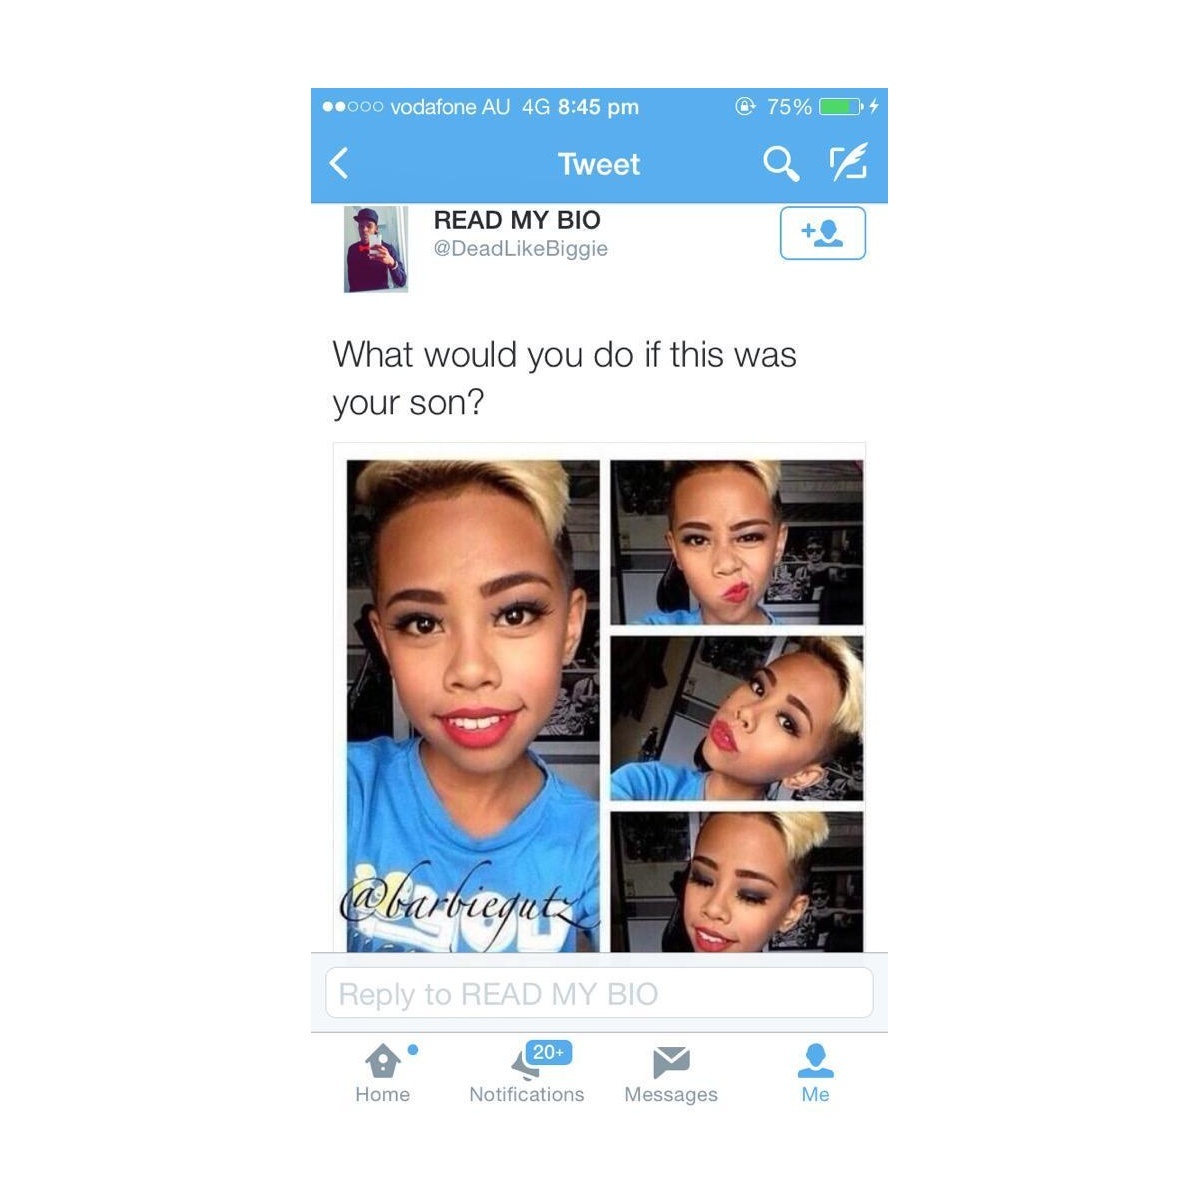 vodafone AU 4G 8:45 pm 75%
Tweet
READ MY BIO
@DeadLikeBiggie
What would you do if this was
your son?
@barbiegutz
Reply to READ MY BIO
20+
Home Notifications Messages Me